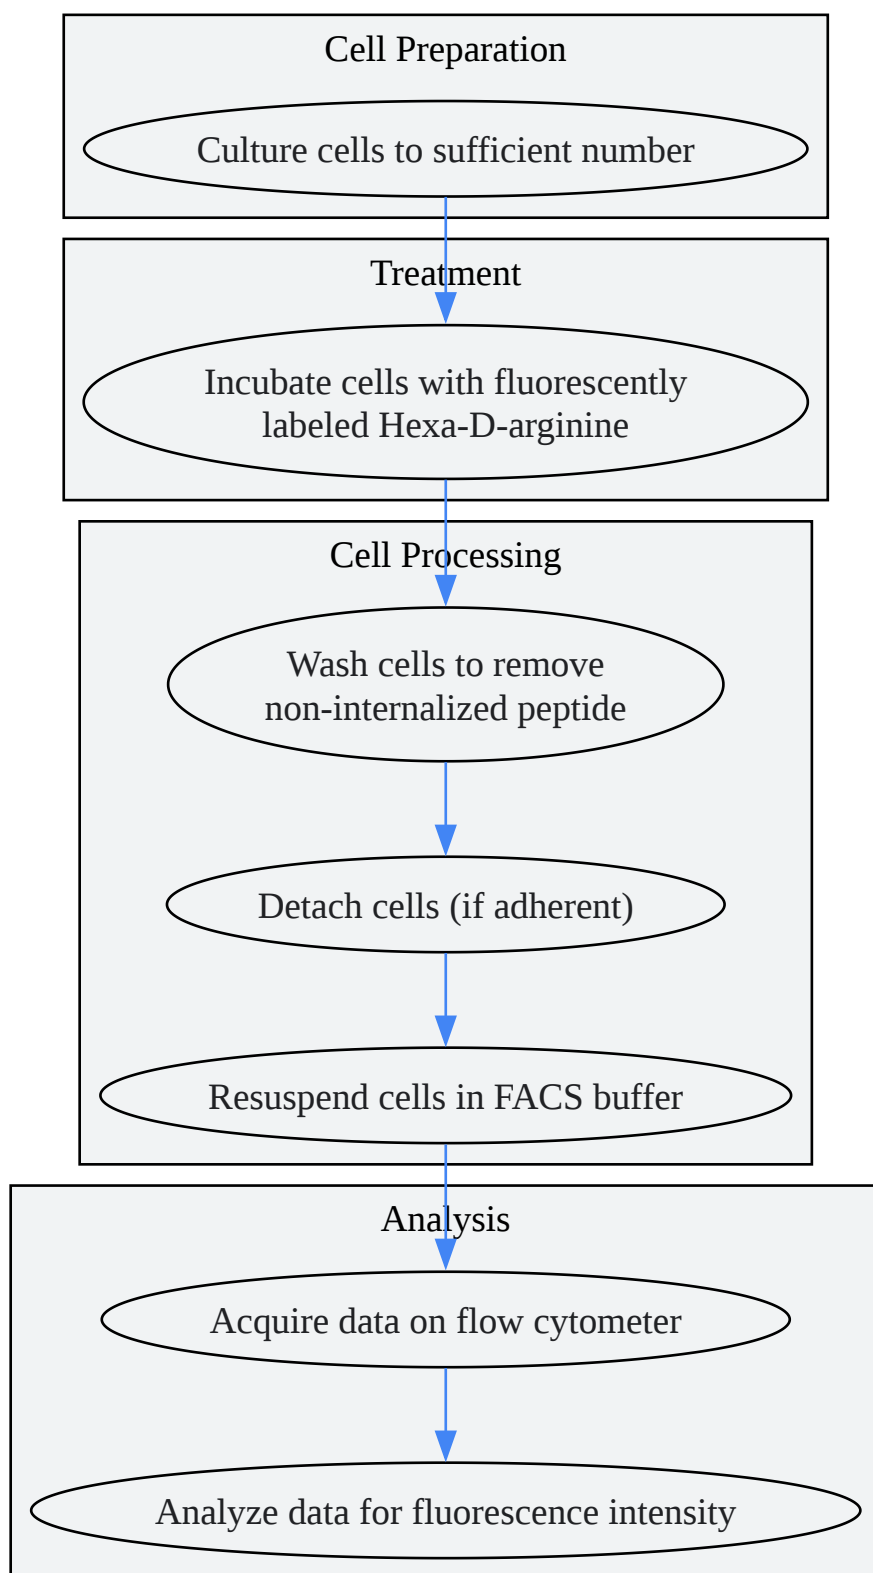 Cell Preparation
Culture cells to sufficient number
Treatment
Incubate cells with fluorescently
labeled Hexa-D-arginine
Cell Processing
Wash cells to remove
non-internalized peptide
Detach cells (if adherent)
Resuspend cells in FACS buffer
Analysis
Acquire data on flow cytometer
Analyze data for fluorescence intensity